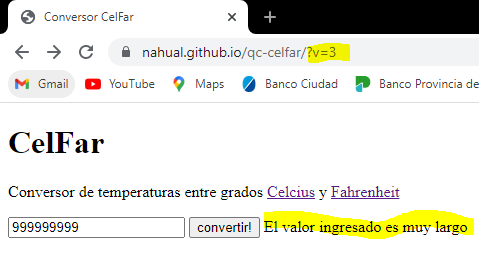 Conversor CelFar
nahual.github.io/qc-celfar/?v=3
Gmail YouTube Maps Banco Ciudad Banco Provincia de
CelFar
Conversor de temperaturas entre grados Celcius y Fahrenheit
999999999 convertir! El valor ingresado es muy largo